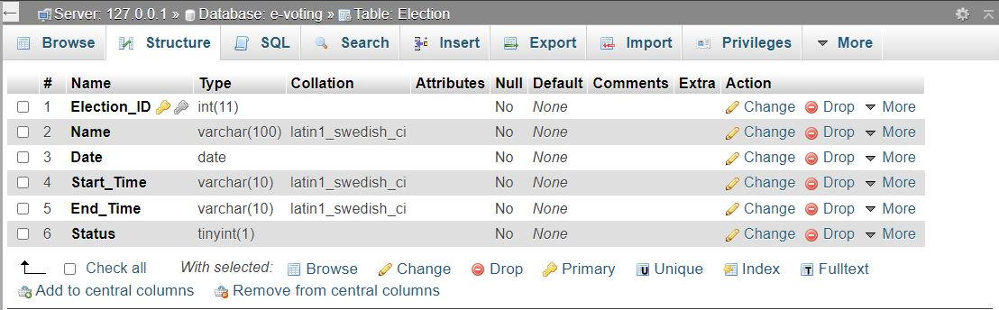 Server: 127.0.0.1 » Database: e-voting » Table: Election
Browse Structure SQL Search Insert Export Import Privileges More
# Name Type Collation Attributes Null Default Comments Extra Action
1 Election_ID int(11) No None Change Drop More
2 Name varchar(100) latin1_swedish_ci No None Change Drop More
3 Date date No None Change Drop More
4 Start_Time varchar(10) latin1_swedish_ci No None Change Drop More
5 End_Time varchar(10) latin1_swedish_ci No None Change Drop More
6 Status tinyint(1) No None Change Drop More
Check all With selected: Browse Change Drop Primary Unique Index Fulltext
Add to central columns Remove from central columns